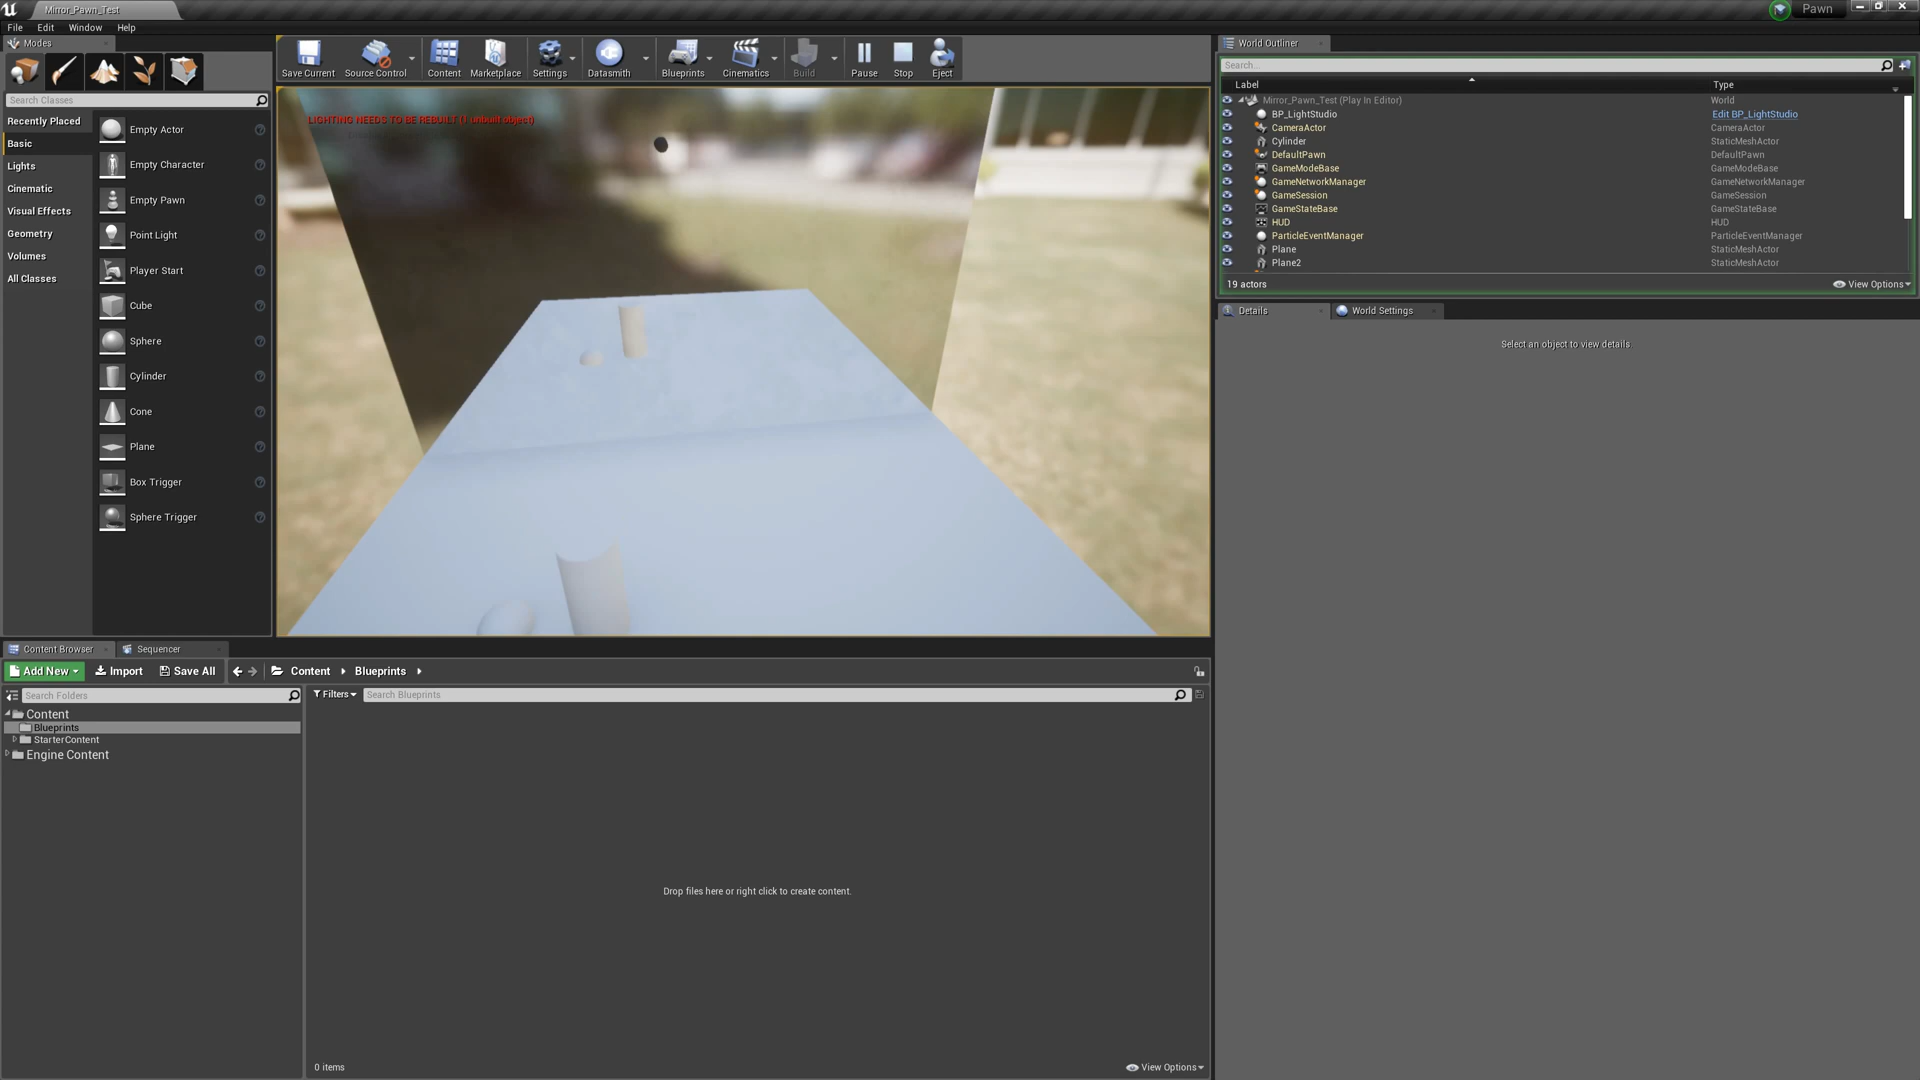 Mirror_Pawn_Test
Pawn
File Edit Window Help
Modes
Search Classes
Recently Placed
Basic
Lights
Cinematic
Visual Effects
Geometry
Volumes
All Classes
Empty Actor
Empty Character
Empty Pawn
Point Light
Player Start
Cube
Sphere
Cylinder
Cone
Plane
Box Trigger
Sphere Trigger
Save Current Source Control Content Marketplace Settings Datasmith Blueprints Cinematics Build Pause Stop Eject
LIGHTING NEEDS TO BE REBUILT (1 unbuilt object)
World Outliner
Search...
Label Type
Mirror_Pawn_Test (Play In Editor) World
BP_LightStudio Edit BP_LightStudio
CameraActor CameraActor
Cylinder StaticMeshActor
DefaultPawn DefaultPawn
GameModeBase GameModeBase
GameNetworkManager GameNetworkManager
GameSession GameSession
GameStateBase GameStateBase
HUD HUD
ParticleEventManager ParticleEventManager
Plane StaticMeshActor
Plane2 StaticMeshActor
19 actors View Options
Details World Settings
Select an object to view details.
Content Browser Sequencer
Add New Import Save All Content Blueprints
Search Folders
Filters Search Blueprints
Content
Blueprints
StarterContent
Engine Content
Drop files here or right click to create content.
0 items View Options